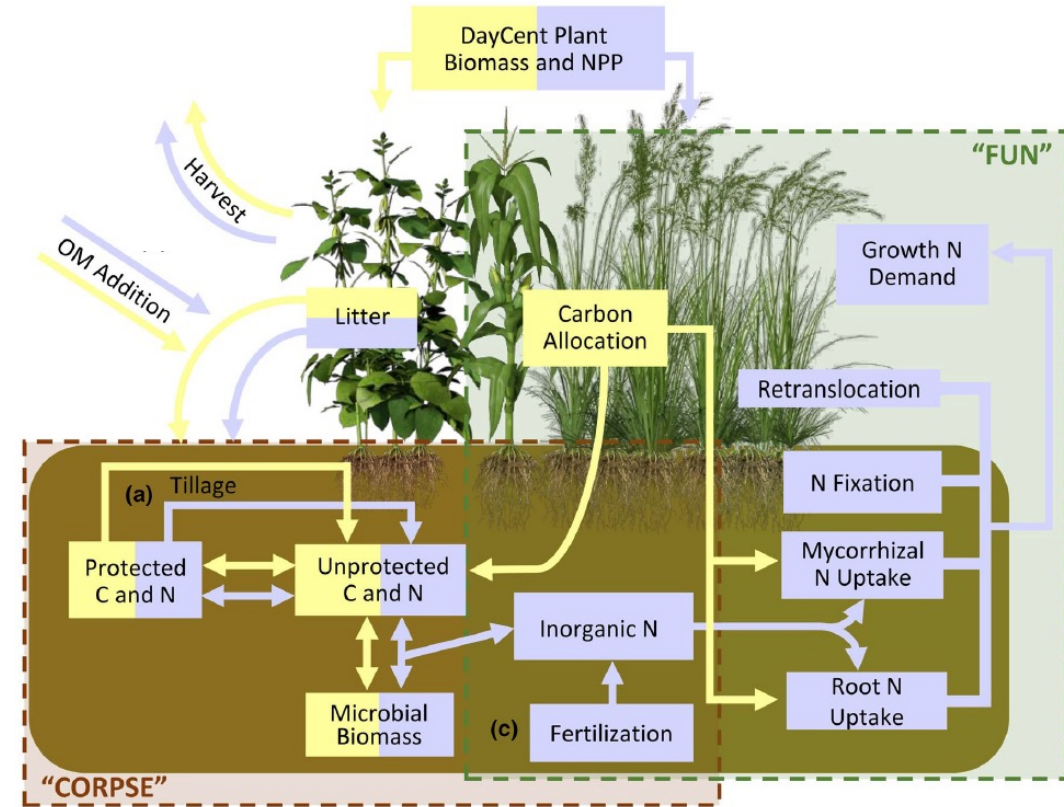 DayCent Plant
Biomass and NPP
"FUN"
Harvest
OM Addition
Growth N
Demand
Litter
Carbon
Allocation
Retranslocation
(a) Tillage
N Fixation
Protected
C and N
Unprotected
C and N
Mycorrhizal
N Uptake
Inorganic N
Microbial
Biomass
(c)
Fertilization
Root N
Uptake
"CORPSE"